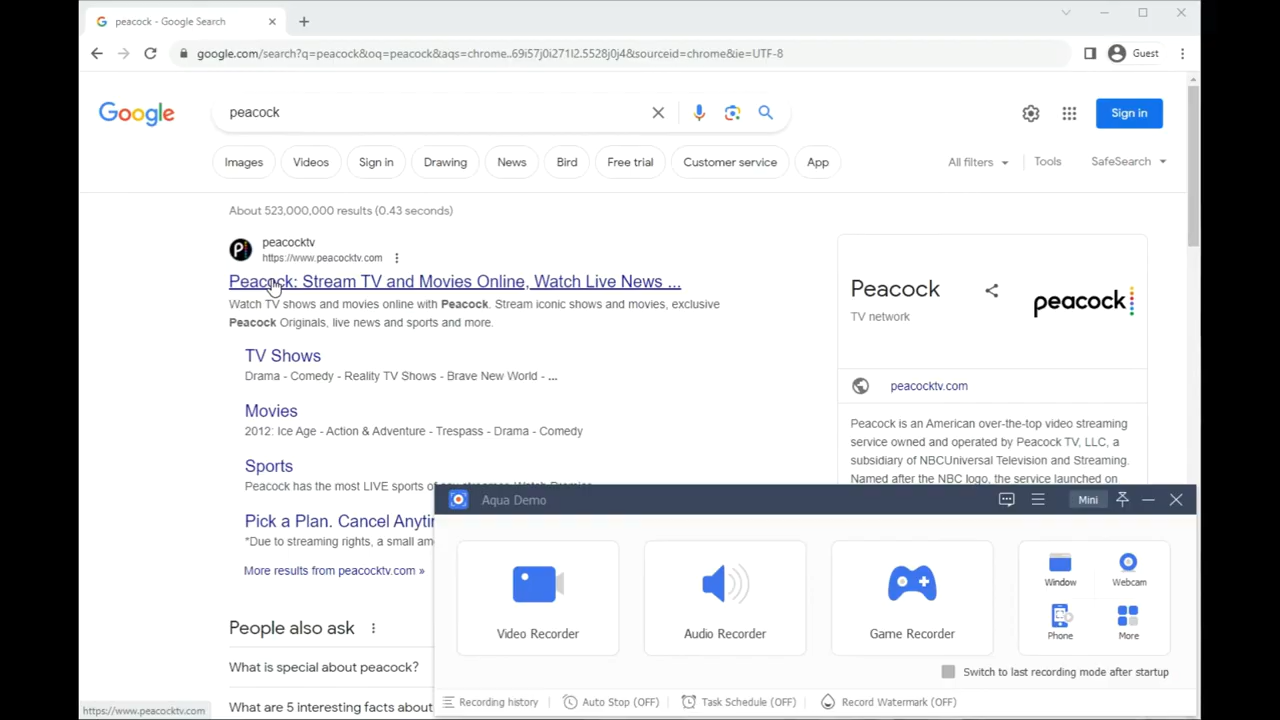 peacock - Google Search
google.com/search?q=peacock&oq=peacock&aqs=chrome..69i57j0i271l2.5528j0j4&sourceid=chrome&ie=UTF-8
Guest
Google
peacock
Sign in
Images
Videos
Sign in
Drawing
News
Bird
Free trial
Customer service
App
All filters
Tools
SafeSearch
About 523,000,000 results (0.43 seconds)
peacocktv
https://www.peacocktv.com
Peacock: Stream TV and Movies Online, Watch Live News ...
Watch TV shows and movies online with Peacock. Stream iconic shows and movies, exclusive
Peacock Originals, live news and sports and more.
TV Shows
Drama - Comedy - Reality TV Shows - Brave New World - ...
Movies
2012: Ice Age - Action & Adventure - Trespass - Drama - Comedy
Sports
Peacock has the most LIVE sports of
Pick a Plan. Cancel Anytin
*Due to streaming rights, a small am
More results from peacocktv.com »
People also ask
What is special about peacock?
What are 5 interesting facts about
https://www.peacocktv.com
Peacock
TV network
peacock
peacocktv.com
Peacock is an American over-the-top video streaming
service owned and operated by Peacock TV, LLC, a
subsidiary of NBCUniversal Television and Streaming.
Named after the NBC logo, the service launched on
Aqua Demo
Mini
Video Recorder
Audio Recorder
Game Recorder
Window
Webcam
Phone
More
Switch to last recording mode after startup
Recording history
Auto Stop (OFF)
Task Schedule (OFF)
Record Watermark (OFF)